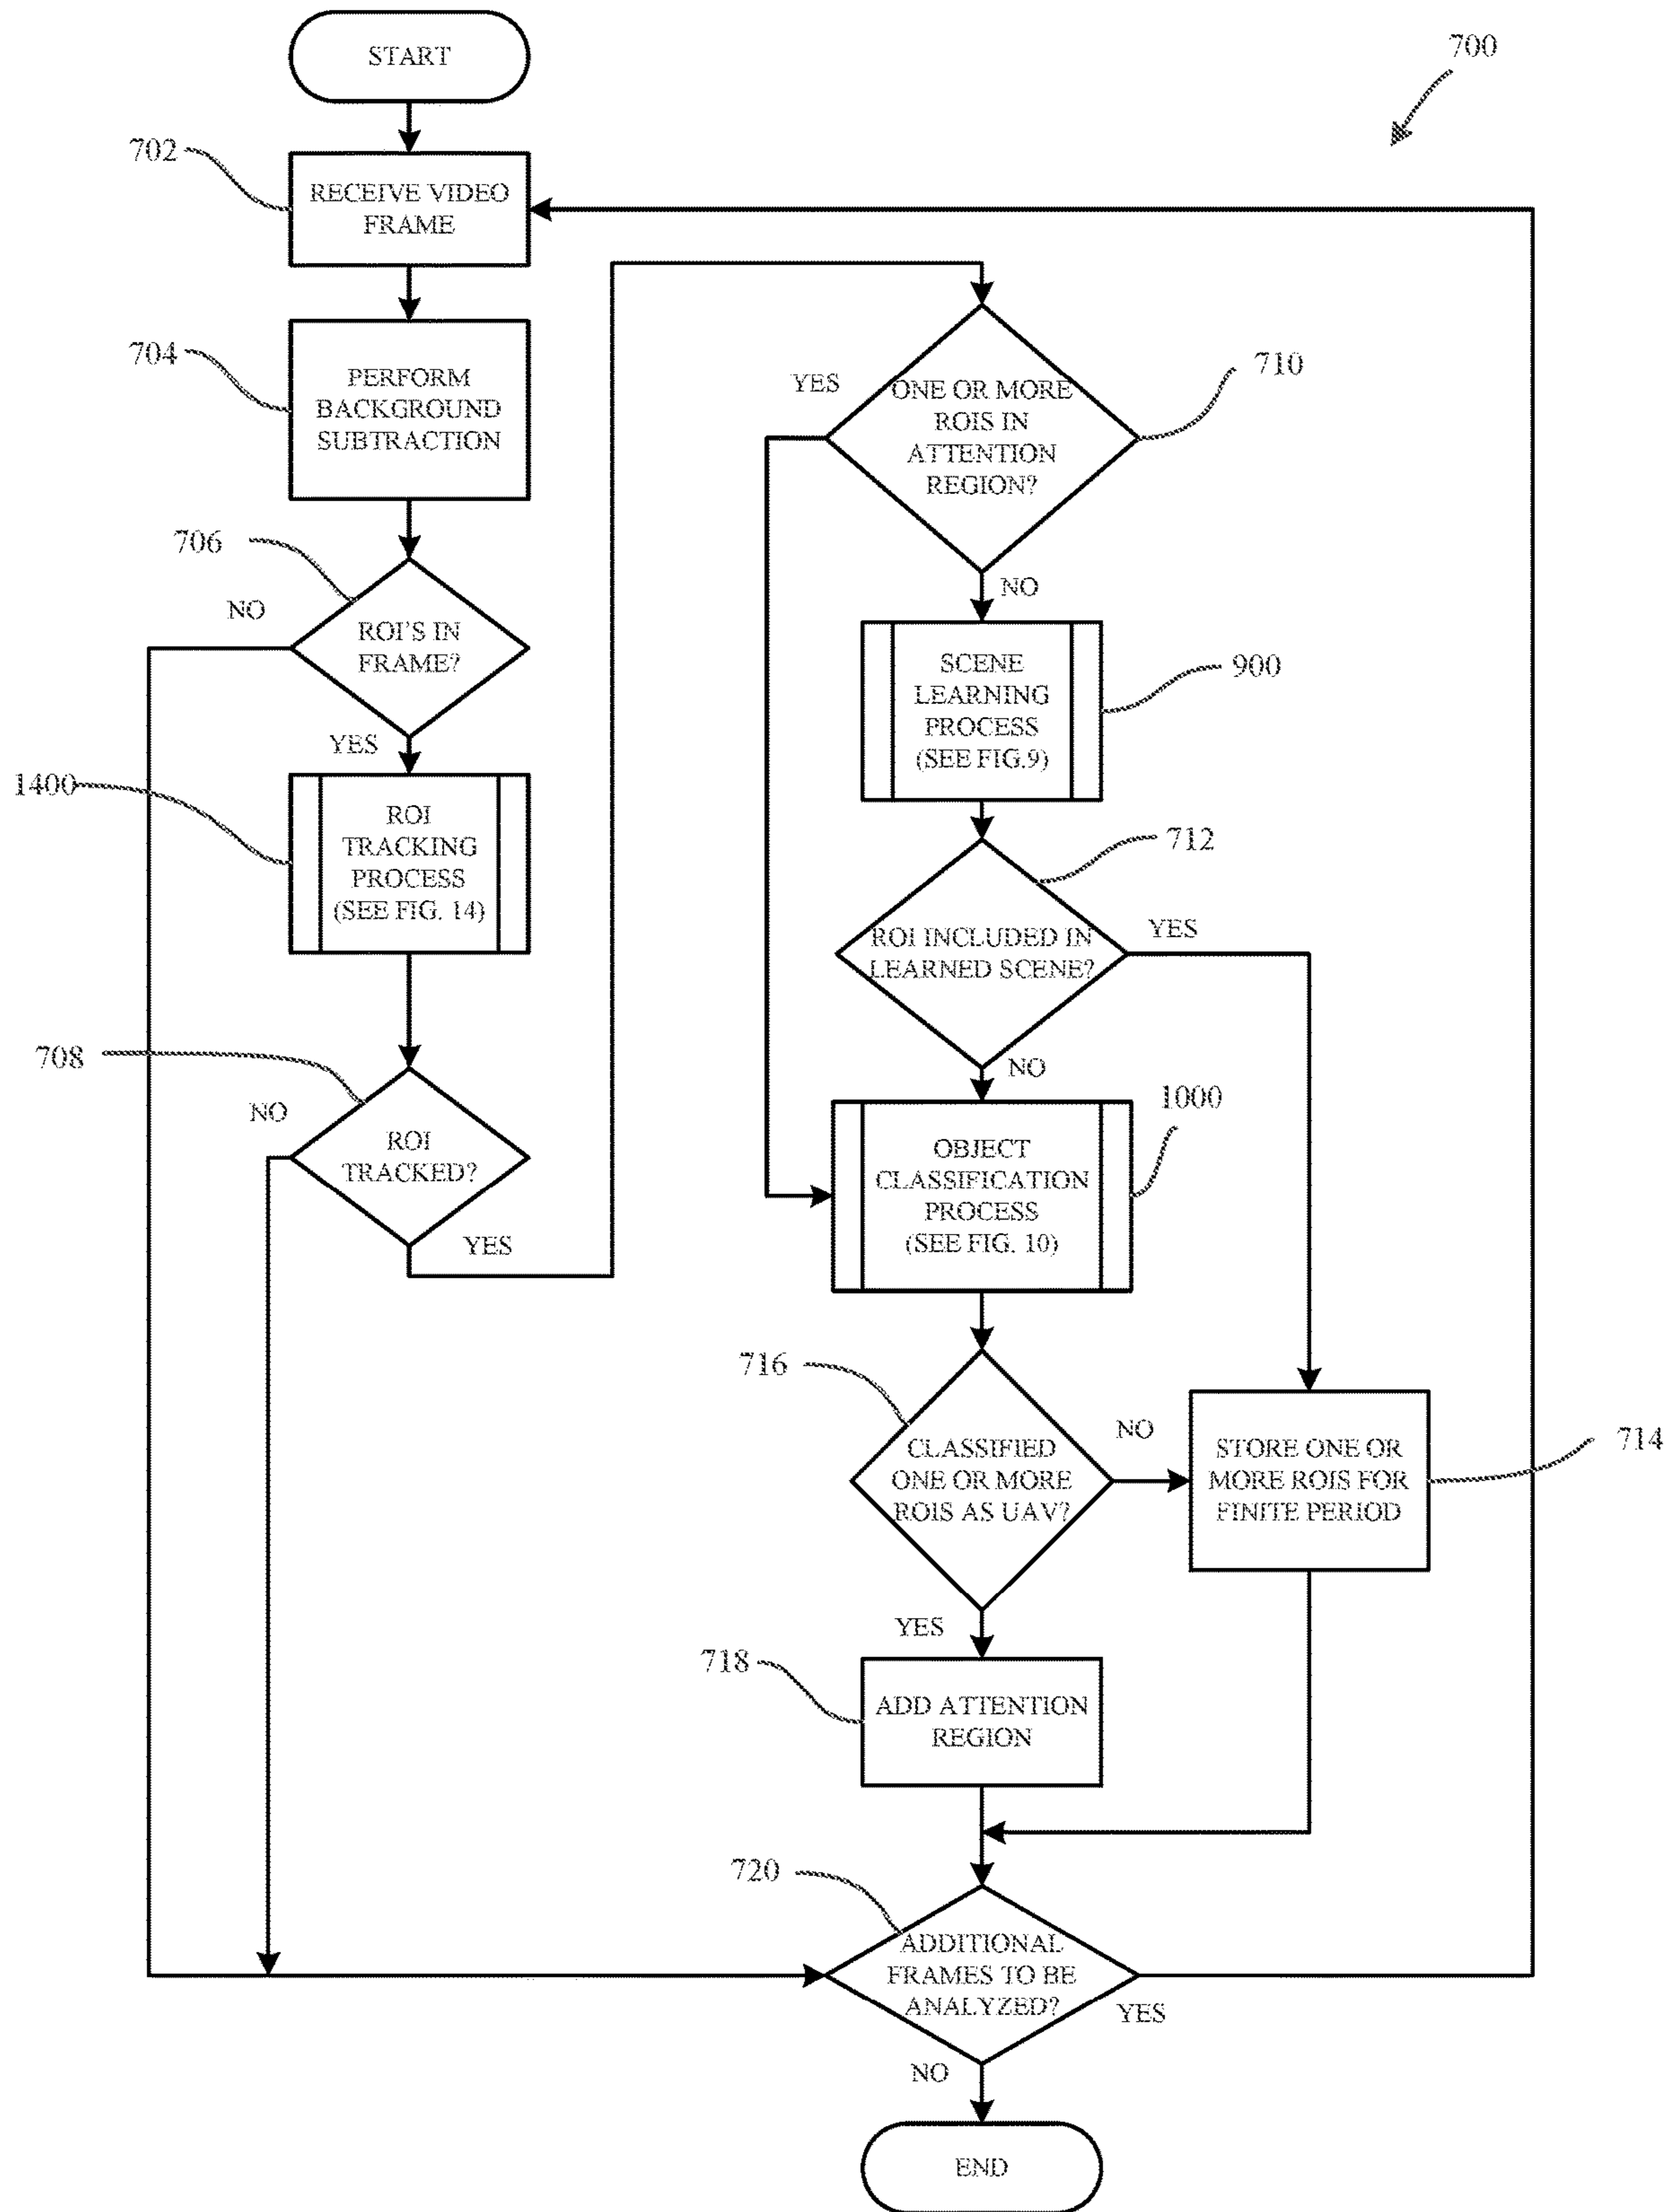 START
700
702
RECEIVE VIDEO
FRAME
704
PERFORM
BACKGROUND
SUBTRACTION
706
NO
ROI'S IN
FRAME?
YES
1400
ROI
TRACKING
PROCESS
(SEE FIG. 14)
708
NO
ROI
TRACKED?
YES
YES
ONE OR MORE
ROIS IN
ATTENTION
REGION?
710
NO
SCENE
LEARNING
PROCESS
(SEE FIG.9)
900
712
ROI INCLUDED IN
LEARNED SCENE?
YES
NO
1000
OBJECT
CLASSIFICATION
PROCESS
(SEE FIG. 10)
716
CLASSIFIED
ONE OR MORE
ROIS AS UAV?
NO
STORE ONE OR
MORE ROIS FOR
FINITE PERIOD
714
YES
718
ADD ATTENTION
REGION
720
ADDITIONAL
FRAMES TO BE
ANALYZED?
YES
NO
END